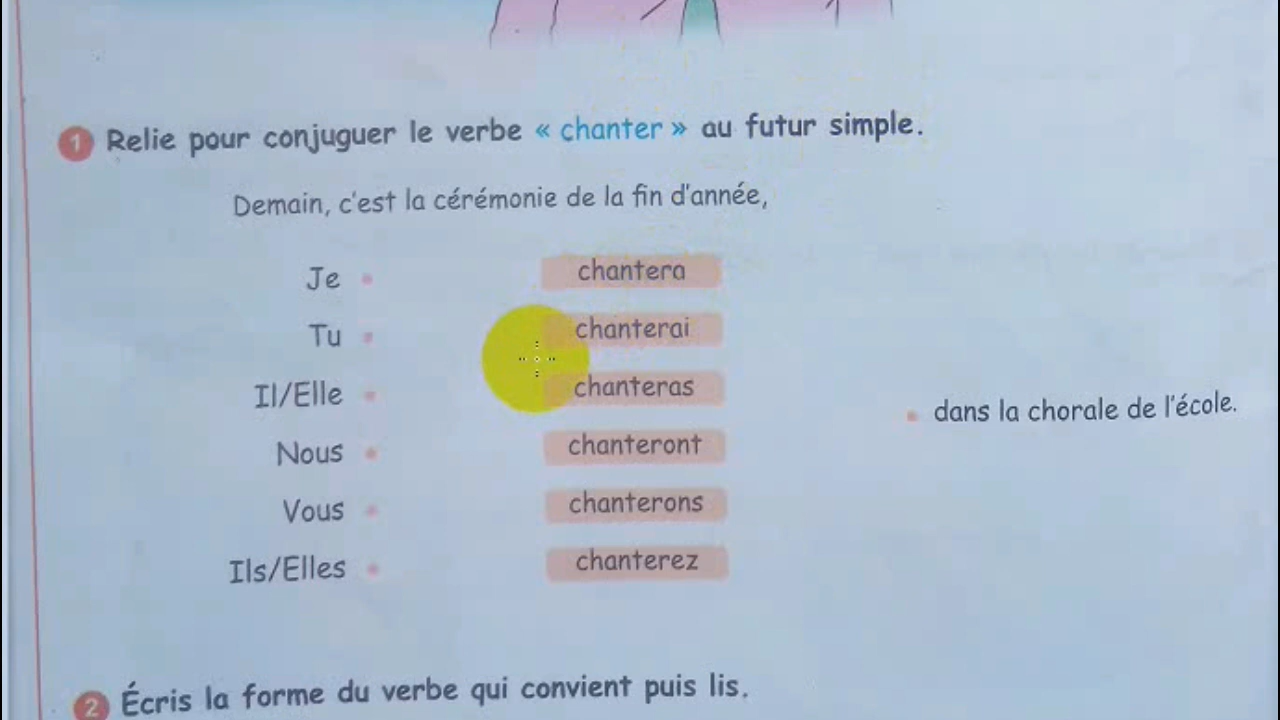 1 Relie pour conjuguer le verbe « chanter » au futur simple.
Demain, c'est la cérémonie de la fin d'année,
Je • chantera
Tu • chanterai
Il/Elle • chanteras
• dans la chorale de l'école.
Nous • chanteront
Vous • chanterons
Ils/Elles • chanterez
2 Écris la forme du verbe qui convient puis lis.